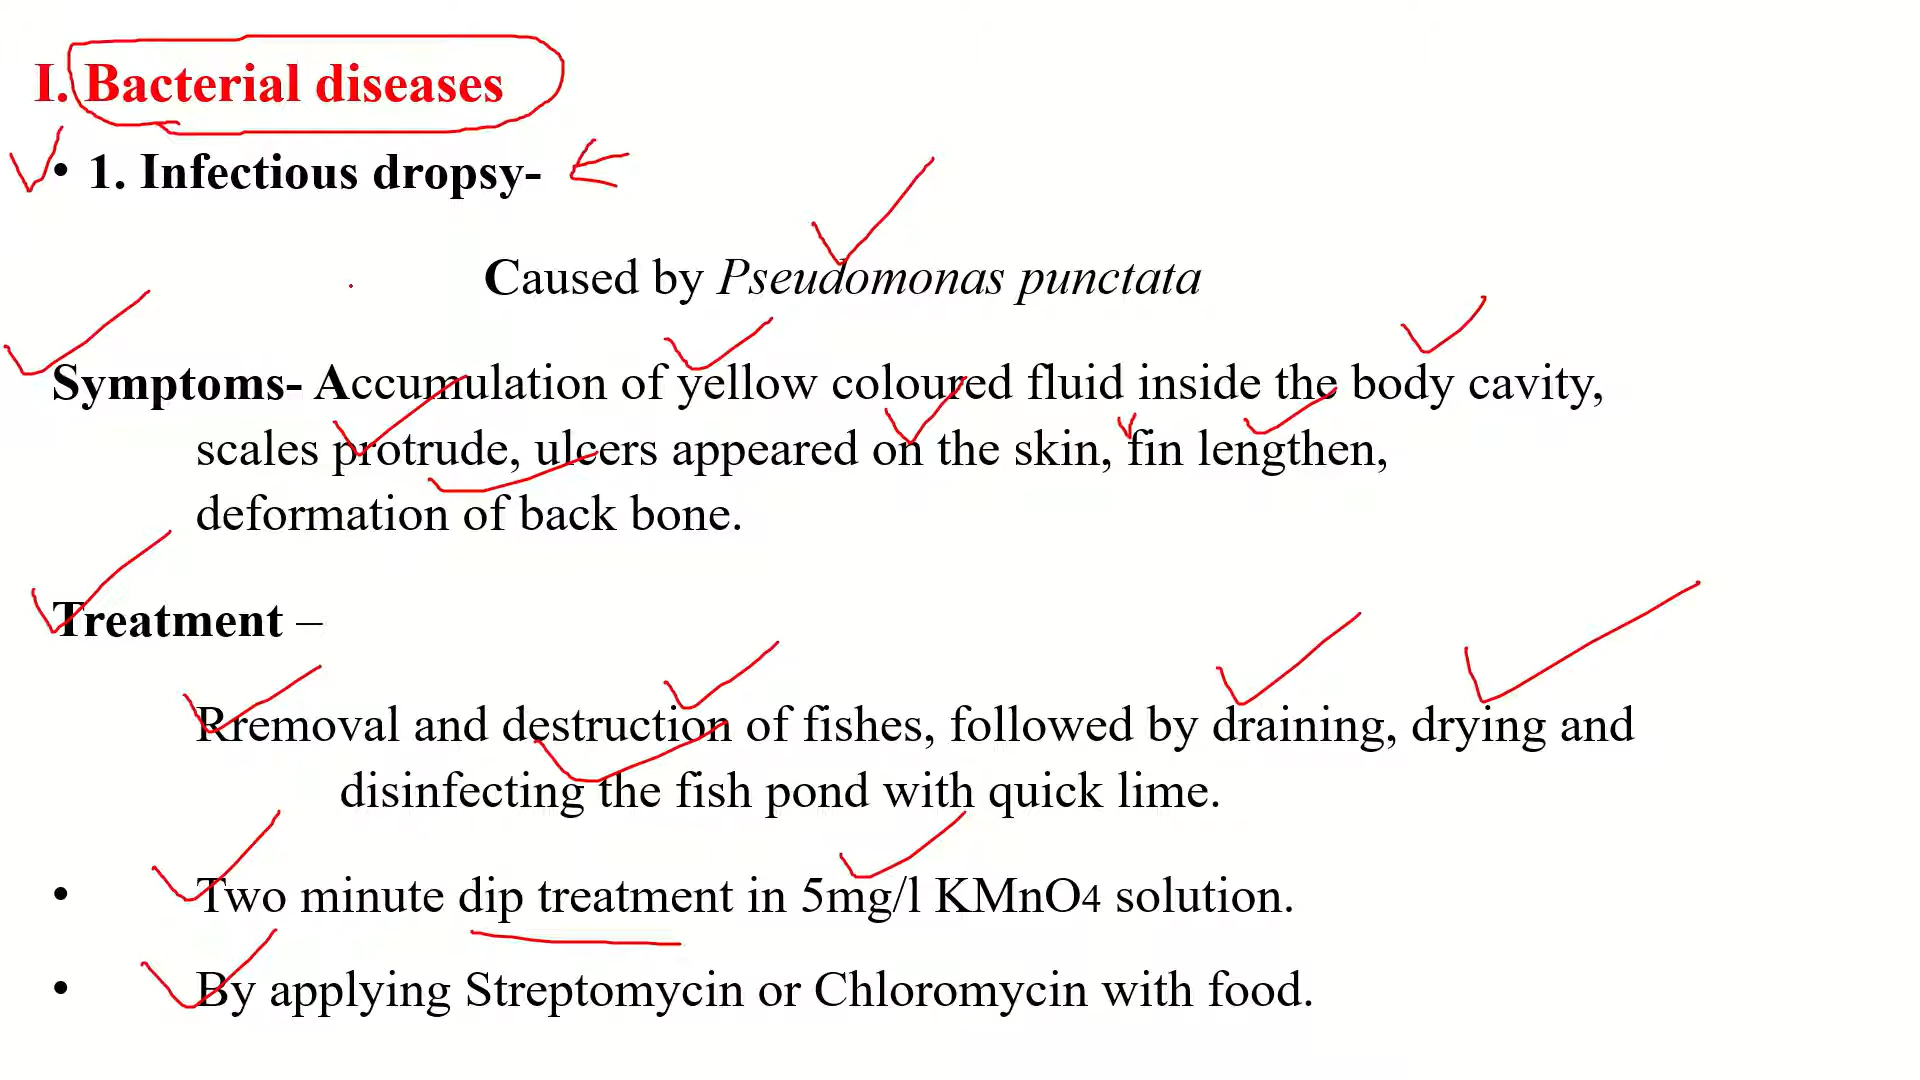 I. Bacterial diseases
• 1. Infectious dropsy-
Caused by Pseudomonas punctata
Symptoms- Accumulation of yellow coloured fluid inside the body cavity,
scales protrude, ulcers appeared on the skin, fin lengthen,
deformation of back bone.
Treatment –
Rremoval and destruction of fishes, followed by draining, drying and
disinfecting the fish pond with quick lime.
• Two minute dip treatment in 5mg/l KMnO4 solution.
• By applying Streptomycin or Chloromycin with food.